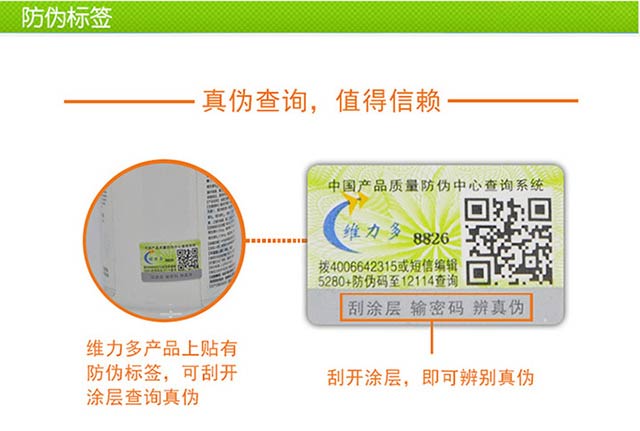 防伪标签
真伪查询，值得信赖
中国产品质量防伪中心查询系统
维力多 8826
拨4006642315或短信编辑
5280+防伪码至12114查询
刮涂层 输密码 辨真伪
维力多产品上贴有
防伪标签，可刮开
涂层查询真伪
刮开涂层，即可辨别真伪